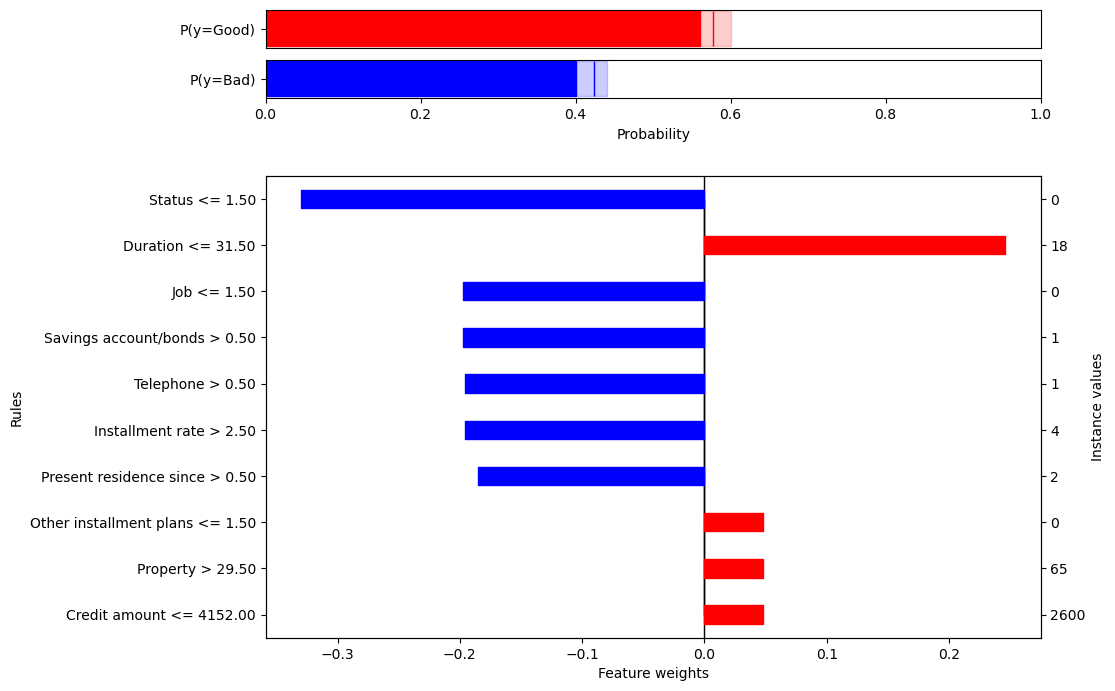 P(y=Good)
P(y=Bad)
0.0 0.2 0.4 0.6 0.8 1.0
Probability
Status <= 1.50 0
Duration <= 31.50 18
Job <= 1.50 0
Savings account/bonds > 0.50 1
Telephone > 0.50 1
Installment rate > 2.50 4
Present residence since > 0.50 2
Other installment plans <= 1.50 0
Property > 29.50 65
Credit amount <= 4152.00 2600
Rules
Instance values
−0.3 −0.2 −0.1 0.0 0.1 0.2
Feature weights